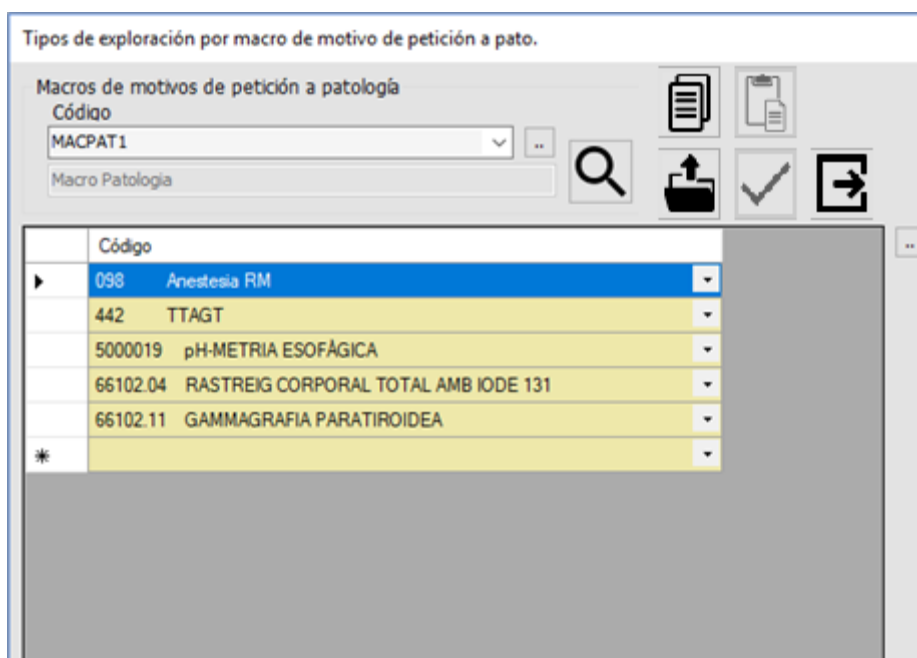 Tipos de exploración por macro de motivo de petición a pato.
Macros de motivos de petición a patología
Código
MACPAT1
..
Macro Patologia
..
Código
098 Anestesia RM
442 TTAGT
5000019 pH-METRIA ESOFÀGICA
66102.04 RASTREIG CORPORAL TOTAL AMB IODE 131
66102.11 GAMMAGRAFIA PARATIROIDEA